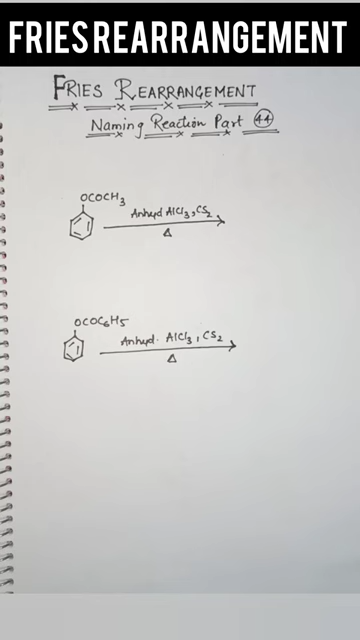 FRIES REARRANGEMENT
FRIES REARRANGEMENT
Naming Reaction Part 44
OCOCH3
Anhyd AlCl3, CS2
Δ
OCOC6H5
Anhyd. AlCl3, CS2
Δ